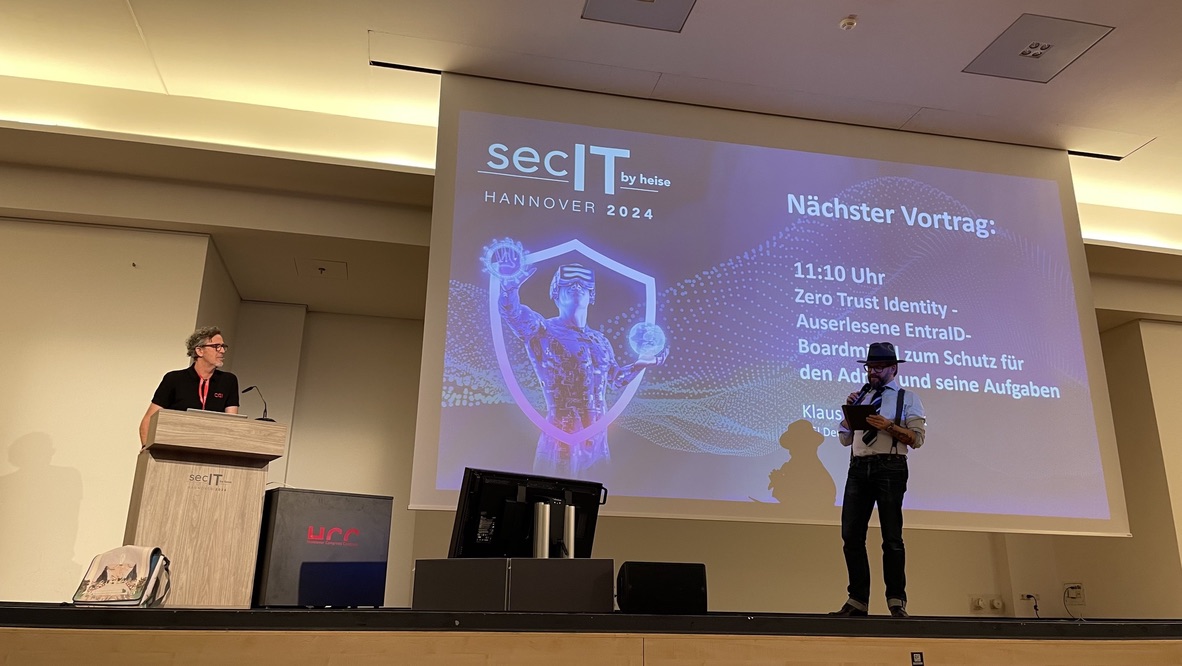 secIT by heise
HANNOVER 2024
Nächster Vortrag:
11:10 Uhr
Zero Trust Identity -
Auserlesene EntraID-
zum Schutz für
den und seine Aufgaben
Klaus
secIT
HCC